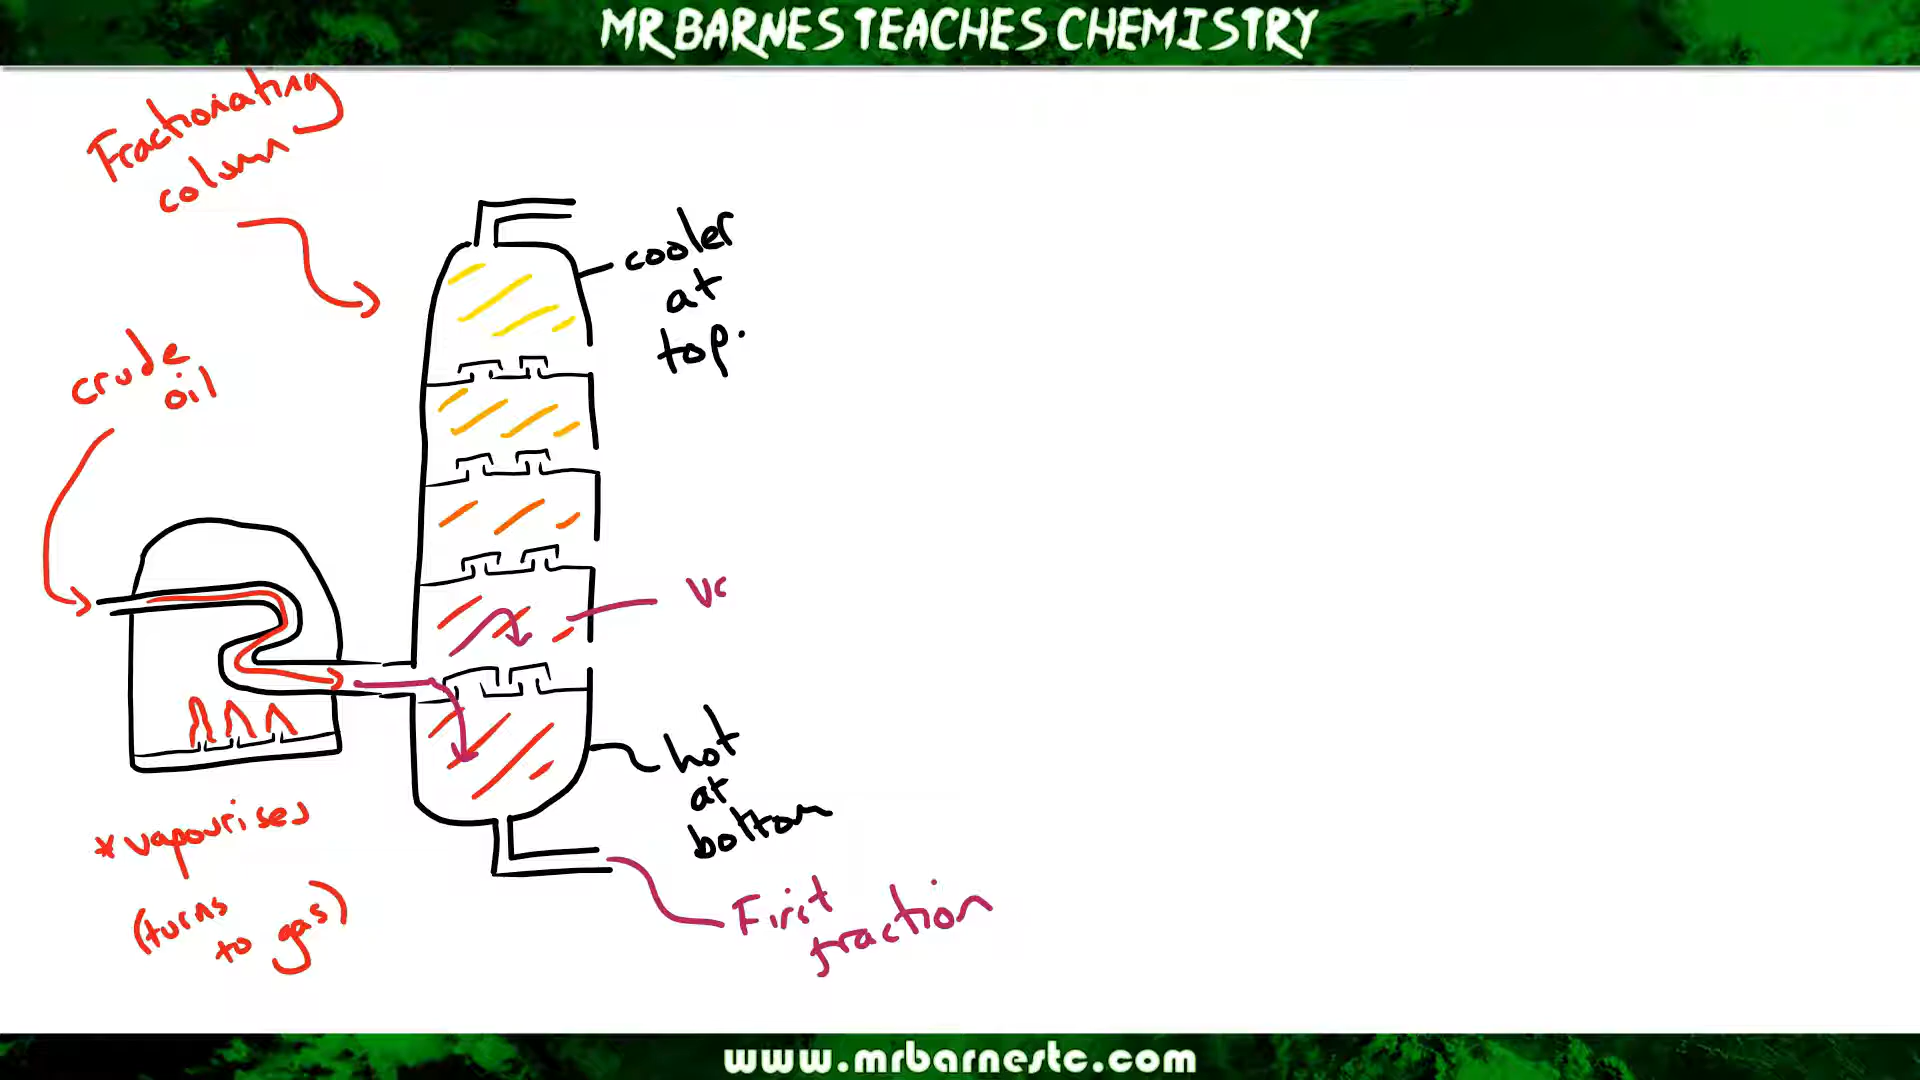 MR BARNES TEACHES CHEMISTRY
Fractionating
column
cooler
at
top.
crude
oil
hot
at
bottom
*vapourises
(turns
to gas)
First
fraction
www.mrbarnestc.com